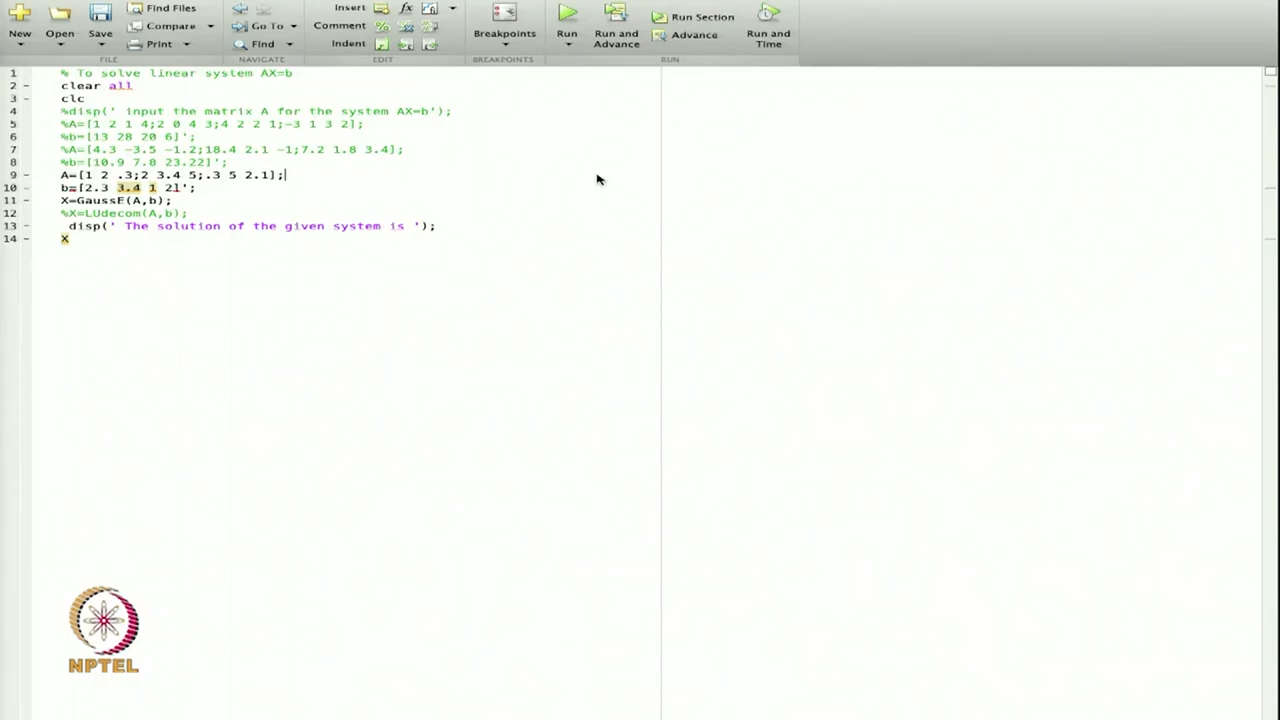 Find Files
Insert
fx
New
Open
Save
Compare
Go To
Comment
Breakpoints
Run
Run and
Advance
Run Section
Advance
Run and
Time
Print
Find
Indent
FILE
NAVIGATE
EDIT
BREAKPOINTS
RUN
1 % To solve linear system AX=b
2 – clear all
3 – clc
4 %disp(' input the matrix A for the system AX=b');
5 %A=[1 2 1 4;2 0 4 3;4 2 2 1;-3 1 3 2];
6 %b=[13 28 20 6]';
7 %A=[4.3 -3.5 -1.2;18.4 2.1 -1;7.2 1.8 3.4];
8 %b=[10.9 7.8 23.22]';
9 – A=[1 2 .3;2 3.4 5;.3 5 2.1];
10 – b=[2.3 3.4 1 2]';
11 – X=GaussE(A,b);
12 %X=LUdecom(A,b);
13 – disp(' The solution of the given system is ');
14 – X
NPTEL